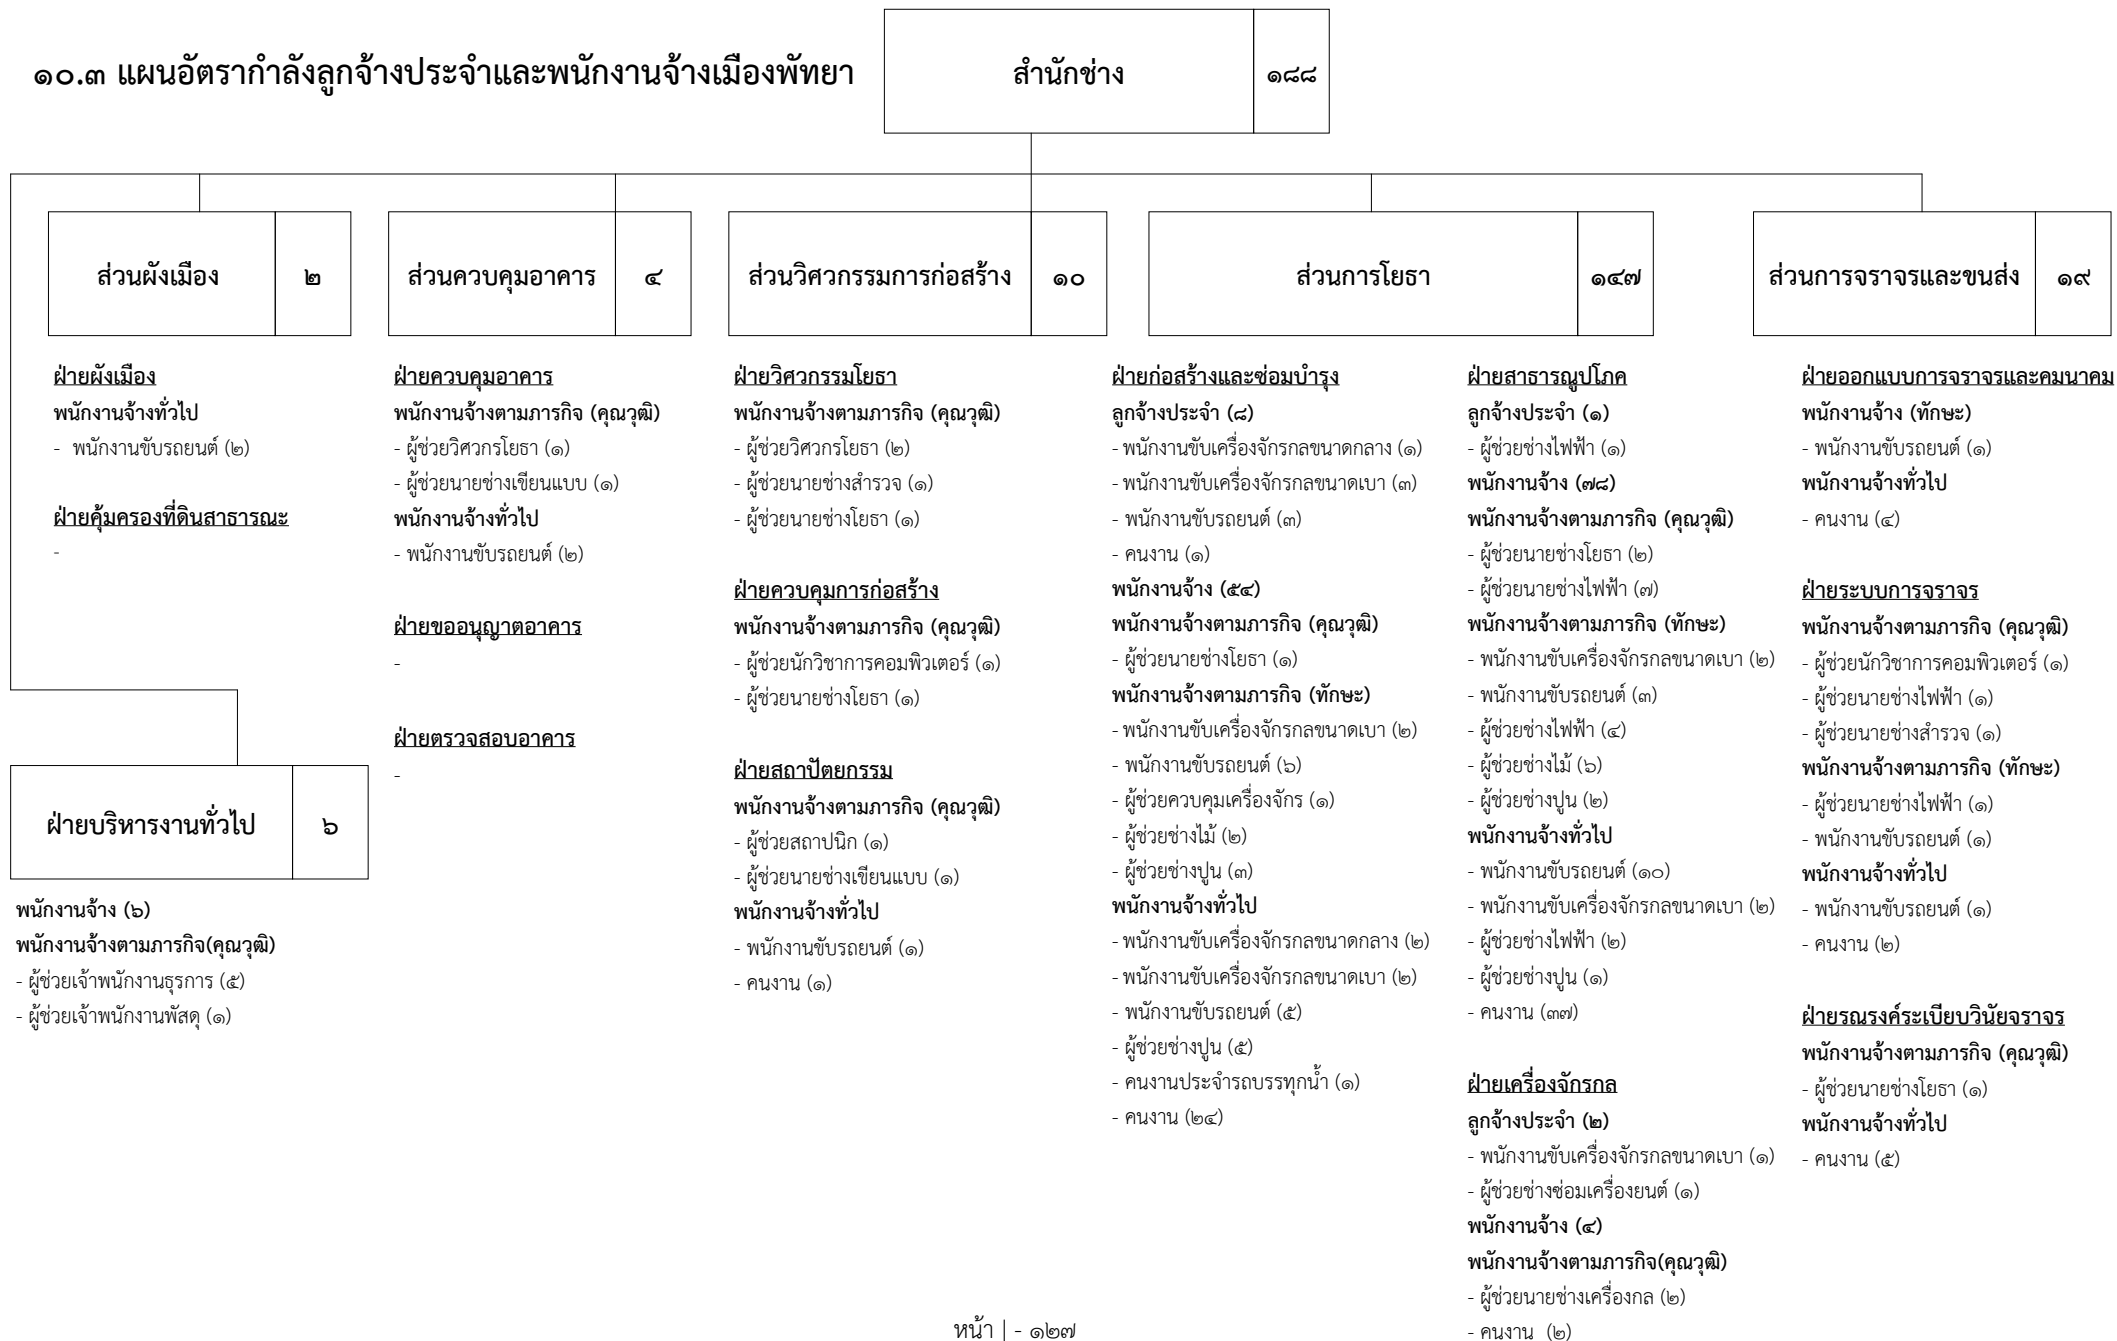 ๑๐.๓ แผนอัตรากำลังลูกจ้างประจำและพนักงานจ้างเมืองพัทยา
สำนักช่าง ๑๘๘
ส่วนผังเมือง ๒
ส่วนควบคุมอาคาร ๔
ส่วนวิศวกรรมการก่อสร้าง ๑๐
ส่วนการโยธา ๑๔๗
ส่วนการจราจรและขนส่ง ๑๙
ฝ่ายผังเมือง
พนักงานจ้างทั่วไป
- พนักงานขับรถยนต์ (๒)
ฝ่ายคุ้มครองที่ดินสาธารณะ
-
ฝ่ายบริหารงานทั่วไป ๖
พนักงานจ้าง (๖)
พนักงานจ้างตามภารกิจ(คุณวุฒิ)
- ผู้ช่วยเจ้าพนักงานธุรการ (๕)
- ผู้ช่วยเจ้าพนักงานพัสดุ (๑)
ฝ่ายควบคุมอาคาร
พนักงานจ้างตามภารกิจ (คุณวุฒิ)
- ผู้ช่วยวิศวกรโยธา (๑)
- ผู้ช่วยนายช่างเขียนแบบ (๑)
พนักงานจ้างทั่วไป
- พนักงานขับรถยนต์ (๒)
ฝ่ายขออนุญาตอาคาร
-
ฝ่ายตรวจสอบอาคาร
-
ฝ่ายวิศวกรรมโยธา
พนักงานจ้างตามภารกิจ (คุณวุฒิ)
- ผู้ช่วยวิศวกรโยธา (๒)
- ผู้ช่วยนายช่างสำรวจ (๑)
- ผู้ช่วยนายช่างโยธา (๑)
ฝ่ายควบคุมการก่อสร้าง
พนักงานจ้างตามภารกิจ (คุณวุฒิ)
- ผู้ช่วยนักวิชาการคอมพิวเตอร์ (๑)
- ผู้ช่วยนายช่างโยธา (๑)
ฝ่ายสถาปัตยกรรม
พนักงานจ้างตามภารกิจ (คุณวุฒิ)
- ผู้ช่วยสถาปนิก (๑)
- ผู้ช่วยนายช่างเขียนแบบ (๑)
พนักงานจ้างทั่วไป
- พนักงานขับรถยนต์ (๑)
- คนงาน (๑)
ฝ่ายก่อสร้างและซ่อมบำรุง
ลูกจ้างประจำ (๘)
- พนักงานขับเครื่องจักรกลขนาดกลาง (๑)
- พนักงานขับเครื่องจักรกลขนาดเบา (๓)
- พนักงานขับรถยนต์ (๓)
- คนงาน (๑)
พนักงานจ้าง (๕๔)
พนักงานจ้างตามภารกิจ (คุณวุฒิ)
- ผู้ช่วยนายช่างโยธา (๑)
พนักงานจ้างตามภารกิจ (ทักษะ)
- พนักงานขับเครื่องจักรกลขนาดเบา (๒)
- พนักงานขับรถยนต์ (๖)
- ผู้ช่วยควบคุมเครื่องจักร (๑)
- ผู้ช่วยช่างไม้ (๒)
- ผู้ช่วยช่างปูน (๓)
พนักงานจ้างทั่วไป
- พนักงานขับเครื่องจักรกลขนาดกลาง (๒)
- พนักงานขับเครื่องจักรกลขนาดเบา (๒)
- พนักงานขับรถยนต์ (๕)
- ผู้ช่วยช่างปูน (๕)
- คนงานประจำรถบรรทุกน้ำ (๑)
- คนงาน (๒๔)
ฝ่ายสาธารณูปโภค
ลูกจ้างประจำ (๑)
- ผู้ช่วยช่างไฟฟ้า (๑)
พนักงานจ้าง (๗๘)
พนักงานจ้างตามภารกิจ (คุณวุฒิ)
- ผู้ช่วยนายช่างโยธา (๒)
- ผู้ช่วยนายช่างไฟฟ้า (๗)
พนักงานจ้างตามภารกิจ (ทักษะ)
- พนักงานขับเครื่องจักรกลขนาดเบา (๒)
- พนักงานขับรถยนต์ (๓)
- ผู้ช่วยช่างไฟฟ้า (๔)
- ผู้ช่วยช่างไม้ (๖)
- ผู้ช่วยช่างปูน (๒)
พนักงานจ้างทั่วไป
- พนักงานขับรถยนต์ (๑๐)
- พนักงานขับเครื่องจักรกลขนาดเบา (๒)
- ผู้ช่วยช่างไฟฟ้า (๒)
- ผู้ช่วยช่างปูน (๑)
- คนงาน (๓๗)
ฝ่ายเครื่องจักรกล
ลูกจ้างประจำ (๒)
- พนักงานขับเครื่องจักรกลขนาดเบา (๑)
- ผู้ช่วยช่างซ่อมเครื่องยนต์ (๑)
พนักงานจ้าง (๔)
พนักงานจ้างตามภารกิจ(คุณวุฒิ)
- ผู้ช่วยนายช่างเครื่องกล (๒)
- คนงาน (๒)
ฝ่ายออกแบบการจราจรและคมนาคม
พนักงานจ้าง (ทักษะ)
- พนักงานขับรถยนต์ (๑)
พนักงานจ้างทั่วไป
- คนงาน (๔)
ฝ่ายระบบการจราจร
พนักงานจ้างตามภารกิจ (คุณวุฒิ)
- ผู้ช่วยนักวิชาการคอมพิวเตอร์ (๑)
- ผู้ช่วยนายช่างไฟฟ้า (๑)
- ผู้ช่วยนายช่างสำรวจ (๑)
พนักงานจ้างตามภารกิจ (ทักษะ)
- ผู้ช่วยนายช่างไฟฟ้า (๑)
- พนักงานขับรถยนต์ (๑)
พนักงานจ้างทั่วไป
- พนักงานขับรถยนต์ (๑)
- คนงาน (๒)
ฝ่ายรณรงค์ระเบียบวินัยจราจร
พนักงานจ้างตามภารกิจ (คุณวุฒิ)
- ผู้ช่วยนายช่างโยธา (๑)
พนักงานจ้างทั่วไป
- คนงาน (๕)
หน้า | - ๑๒๗